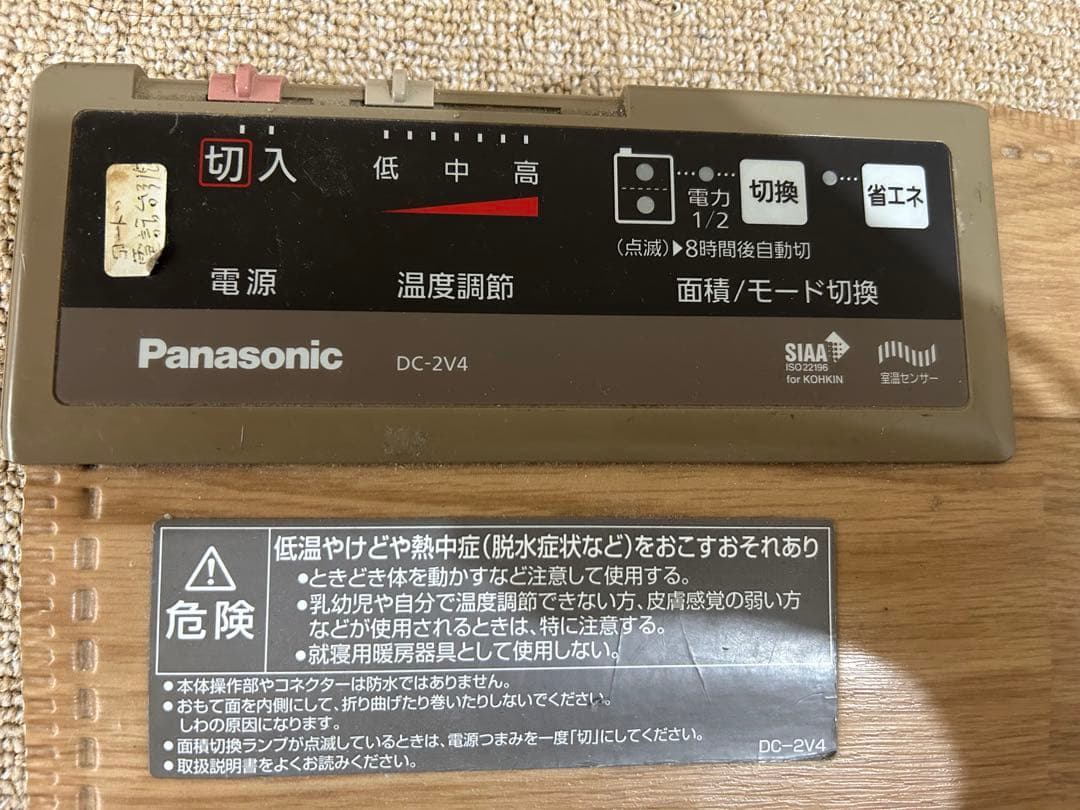 切 入
低 中 高
電力
1/2
切換
省エネ
(点滅)▶8時間後自動切
電源
温度調節
面積/モード切換
Panasonic
DC-2V4
SIAA
ISO22196
for KOHKIN
室温センサー
危険
低温やけどや熱中症(脱水症状など)をおこすおそれあり
●ときどき体を動かすなど注意して使用する。
●乳幼児や自分で温度調節できない方、皮膚感覚の弱い方
などが使用されるときは、特に注意する。
●就寝用暖房器具として使用しない。
●本体操作部やコネクターは防水ではありません。
●おもて面を内側にして、折り曲げたり巻いたりしないでください。
しわの原因になります。
●面積切換ランプが点滅しているときは、電源つまみを一度「切」にしてください。
●取扱説明書をよくお読みください。
DC-2V4